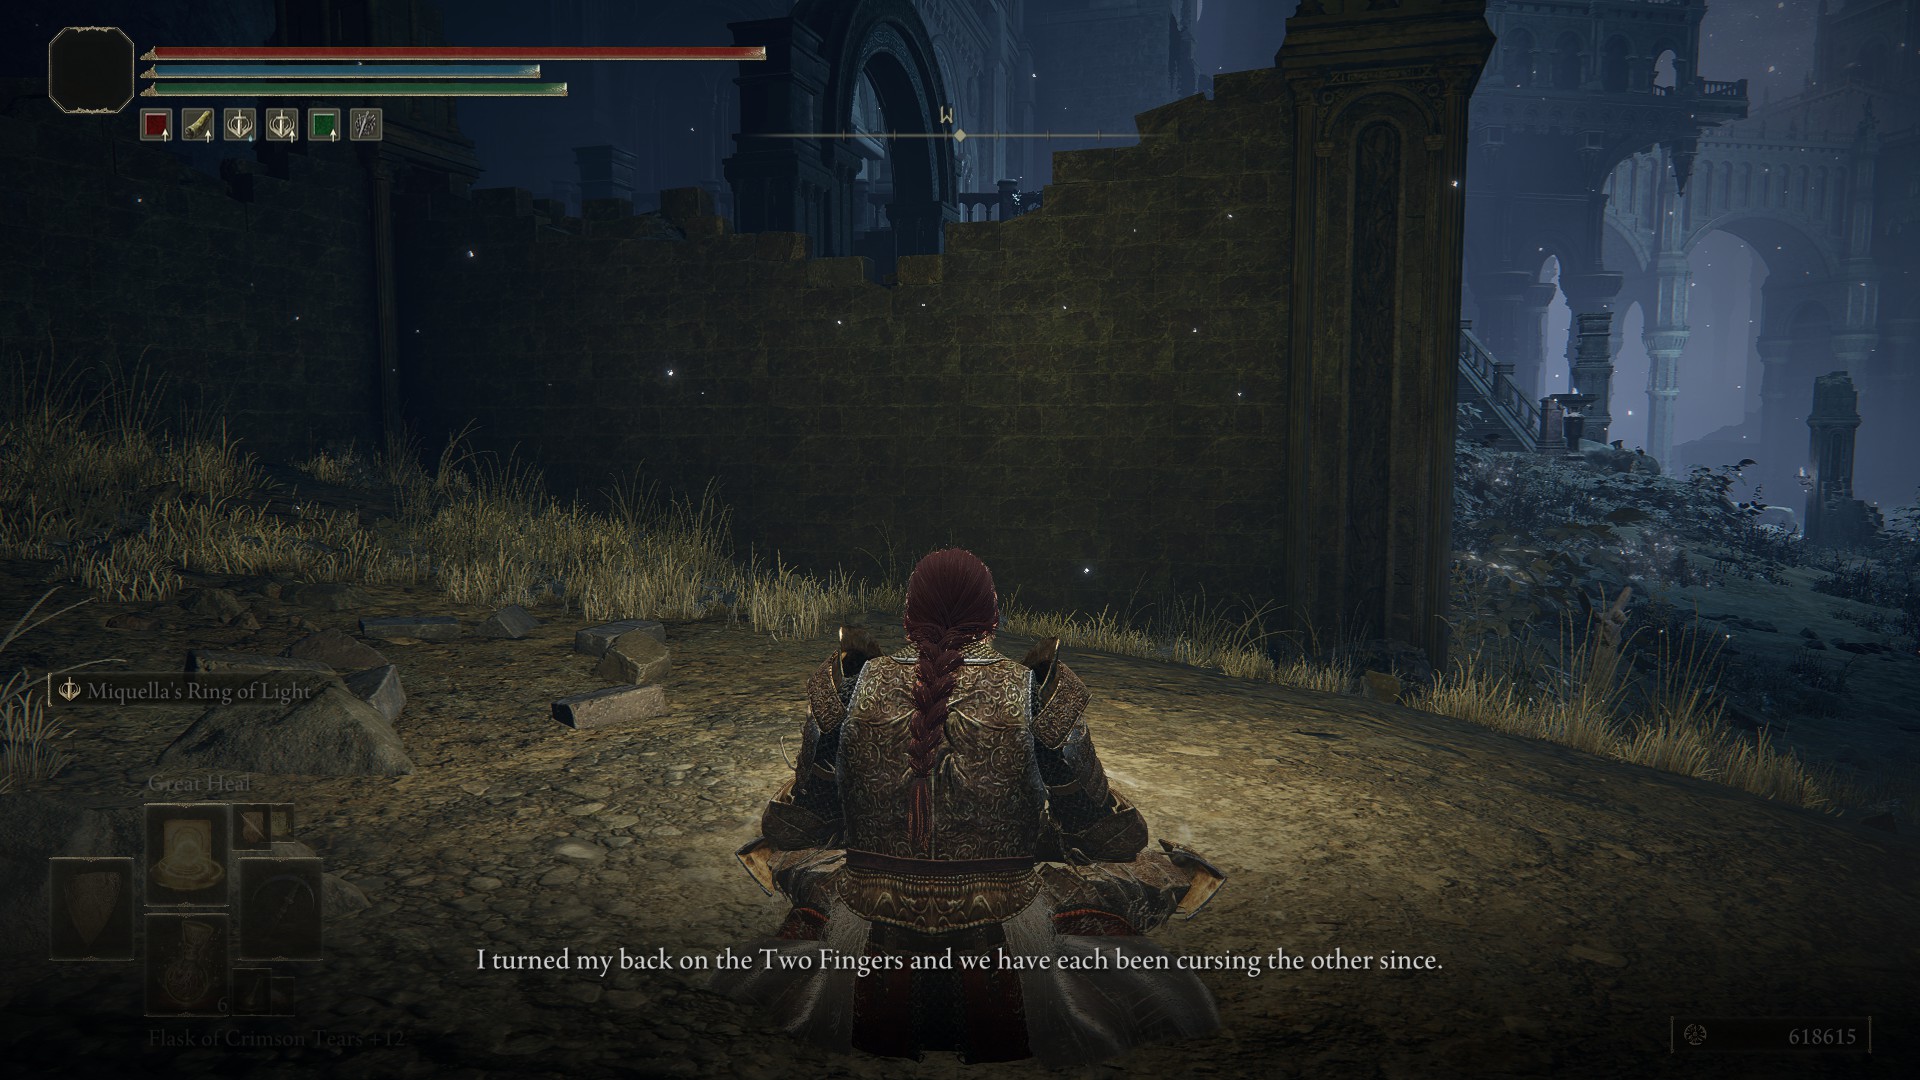 W
Miquella's Ring of Light
Great Heal
I turned my back on the Two Fingers and we have each been cursing the other since.
6
Flask of Crimson Tears +12
618615